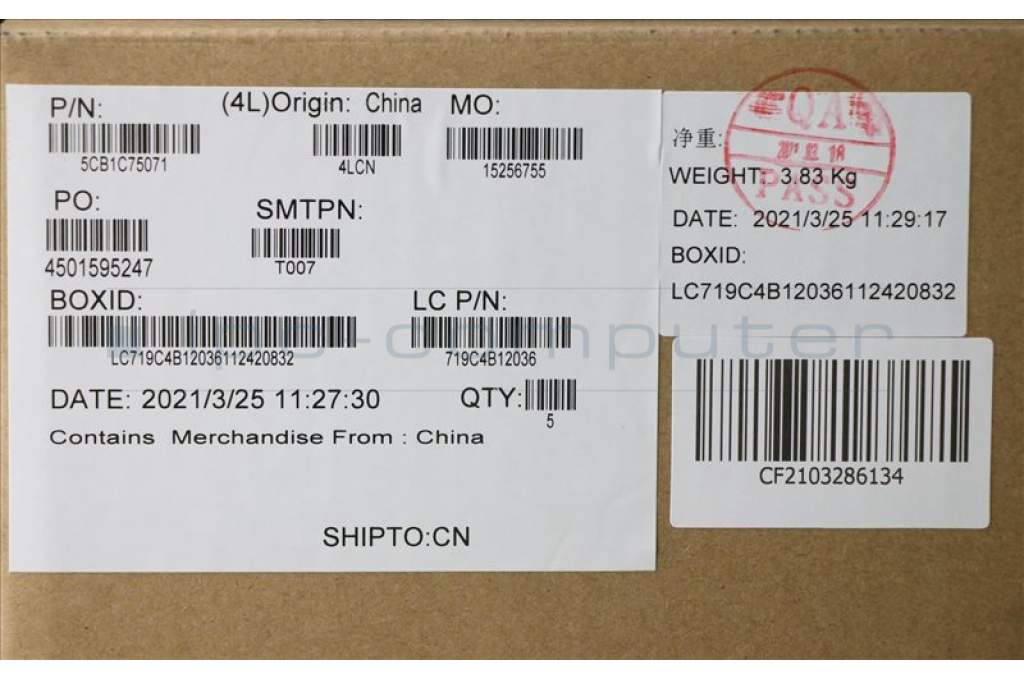 P/N:
5CB1C75071
(4L)Origin: China
4LCN
MO:
15256755
PO:
4501595247
SMTPN:
T007
BOXID:
LC719C4B12036112420832
LC P/N:
719C4B12036
DATE: 2021/3/25 11:27:30
QTY:
5
Contains Merchandise From : China
SHIPTO:CN
净重:
WEIGHT: 3.83 Kg
DATE: 2021/3/25 11:29:17
BOXID:
LC719C4B12036112420832
QA
PASS
CF2103286134
ipc-computer